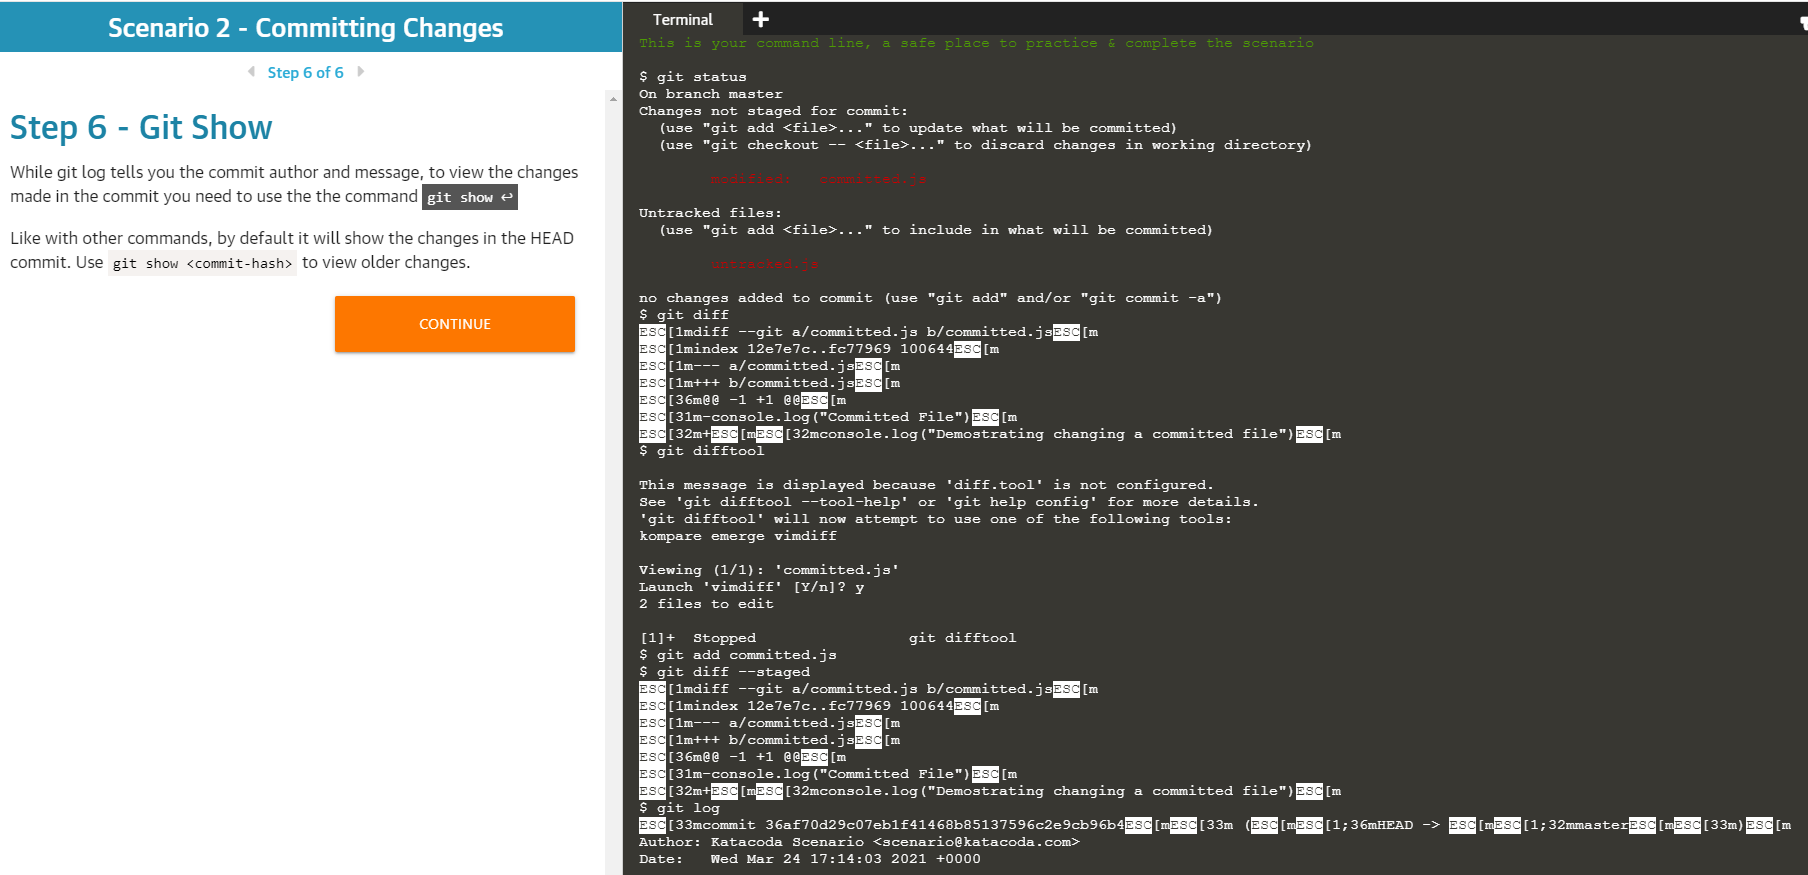 Scenario 2 - Committing Changes
Step 6 of 6
Step 6 - Git Show
While git log tells you the commit author and message, to view the changes
made in the commit you need to use the the command git show ↩
Like with other commands, by default it will show the changes in the HEAD
commit. Use git show <commit-hash> to view older changes.
CONTINUE
Terminal +
This is your command line, a safe place to practice & complete the scenario
$ git status
On branch master
Changes not staged for commit:
(use "git add <file>..." to update what will be committed)
(use "git checkout -- <file>..." to discard changes in working directory)
modified: committed.js
Untracked files:
(use "git add <file>..." to include in what will be committed)
untracked.js
no changes added to commit (use "git add" and/or "git commit -a")
$ git diff
ESC[1mdiff --git a/committed.js b/committed.jsESC[m
ESC[1mindex 12e7e7c..fc77969 100644ESC[m
ESC[1m--- a/committed.jsESC[m
ESC[1m+++ b/committed.jsESC[m
ESC[36m@@ -1 +1 @@ESC[m
ESC[31m-console.log("Committed File")ESC[m
ESC[32m+ESC[mESC[32mconsole.log("Demostrating changing a committed file")ESC[m
$ git difftool
This message is displayed because 'diff.tool' is not configured.
See 'git difftool --tool-help' or 'git help config' for more details.
'git difftool' will now attempt to use one of the following tools:
kompare emerge vimdiff
Viewing (1/1): 'committed.js'
Launch 'vimdiff' [Y/n]? y
2 files to edit
[1]+ Stopped git difftool
$ git add committed.js
$ git diff --staged
ESC[1mdiff --git a/committed.js b/committed.jsESC[m
ESC[1mindex 12e7e7c..fc77969 100644ESC[m
ESC[1m--- a/committed.jsESC[m
ESC[1m+++ b/committed.jsESC[m
ESC[36m@@ -1 +1 @@ESC[m
ESC[31m-console.log("Committed File")ESC[m
ESC[32m+ESC[mESC[32mconsole.log("Demostrating changing a committed file")ESC[m
$ git log
ESC[33mcommit 36af70d29c07eb1f41468b85137596c2e9cb96b4ESC[mESC[33m (ESC[mESC[1;36mHEAD -> ESC[mESC[1;32mmasterESC[mESC[33m)ESC[m
Author: Katacoda Scenario <scenario@katacoda.com>
Date: Wed Mar 24 17:14:03 2021 +0000